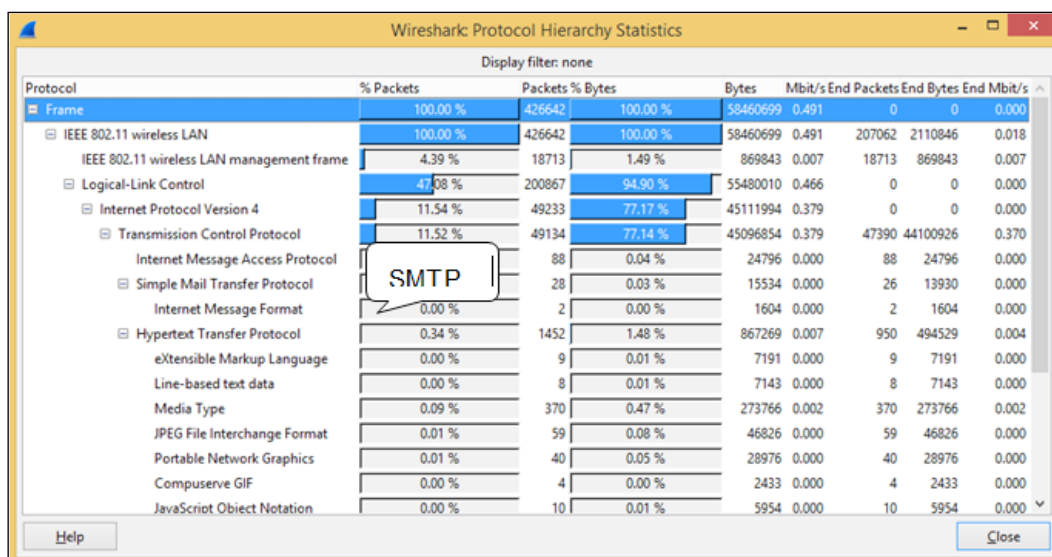 Wireshark: Protocol Hierarchy Statistics
Display filter: none
Protocol % Packets Packets % Bytes Bytes Mbit/s End Packets End Bytes End Mbit/s
Frame 100.00 % 426642 100.00 % 58460699 0.491 0 0 0.000
IEEE 802.11 wireless LAN 100.00 % 426642 100.00 % 58460699 0.491 207062 2110846 0.018
IEEE 802.11 wireless LAN management frame 4.39 % 18713 1.49 % 869843 0.007 18713 869843 0.007
Logical-Link Control 47.08 % 200867 94.90 % 55480010 0.466 0 0 0.000
Internet Protocol Version 4 11.54 % 49233 77.17 % 45111994 0.379 0 0 0.000
Transmission Control Protocol 11.52 % 49134 77.14 % 45096854 0.379 47390 44100926 0.370
Internet Message Access Protocol 88 0.04 % 24796 0.000 88 24796 0.000
SMTP
Simple Mail Transfer Protocol 28 0.03 % 15534 0.000 26 13930 0.000
Internet Message Format 0.00 % 2 0.00 % 1604 0.000 2 1604 0.000
Hypertext Transfer Protocol 0.34 % 1452 1.48 % 867269 0.007 950 494529 0.004
eXtensible Markup Language 0.00 % 9 0.01 % 7191 0.000 9 7191 0.000
Line-based text data 0.00 % 8 0.01 % 7143 0.000 8 7143 0.000
Media Type 0.09 % 370 0.47 % 273766 0.002 370 273766 0.002
JPEG File Interchange Format 0.01 % 59 0.08 % 46826 0.000 59 46826 0.000
Portable Network Graphics 0.01 % 40 0.05 % 28976 0.000 40 28976 0.000
Compuserve GIF 0.00 % 4 0.00 % 2433 0.000 4 2433 0.000
JavaScript Object Notation 0.00 % 10 0.01 % 5954 0.000 10 5954 0.000
Help Close